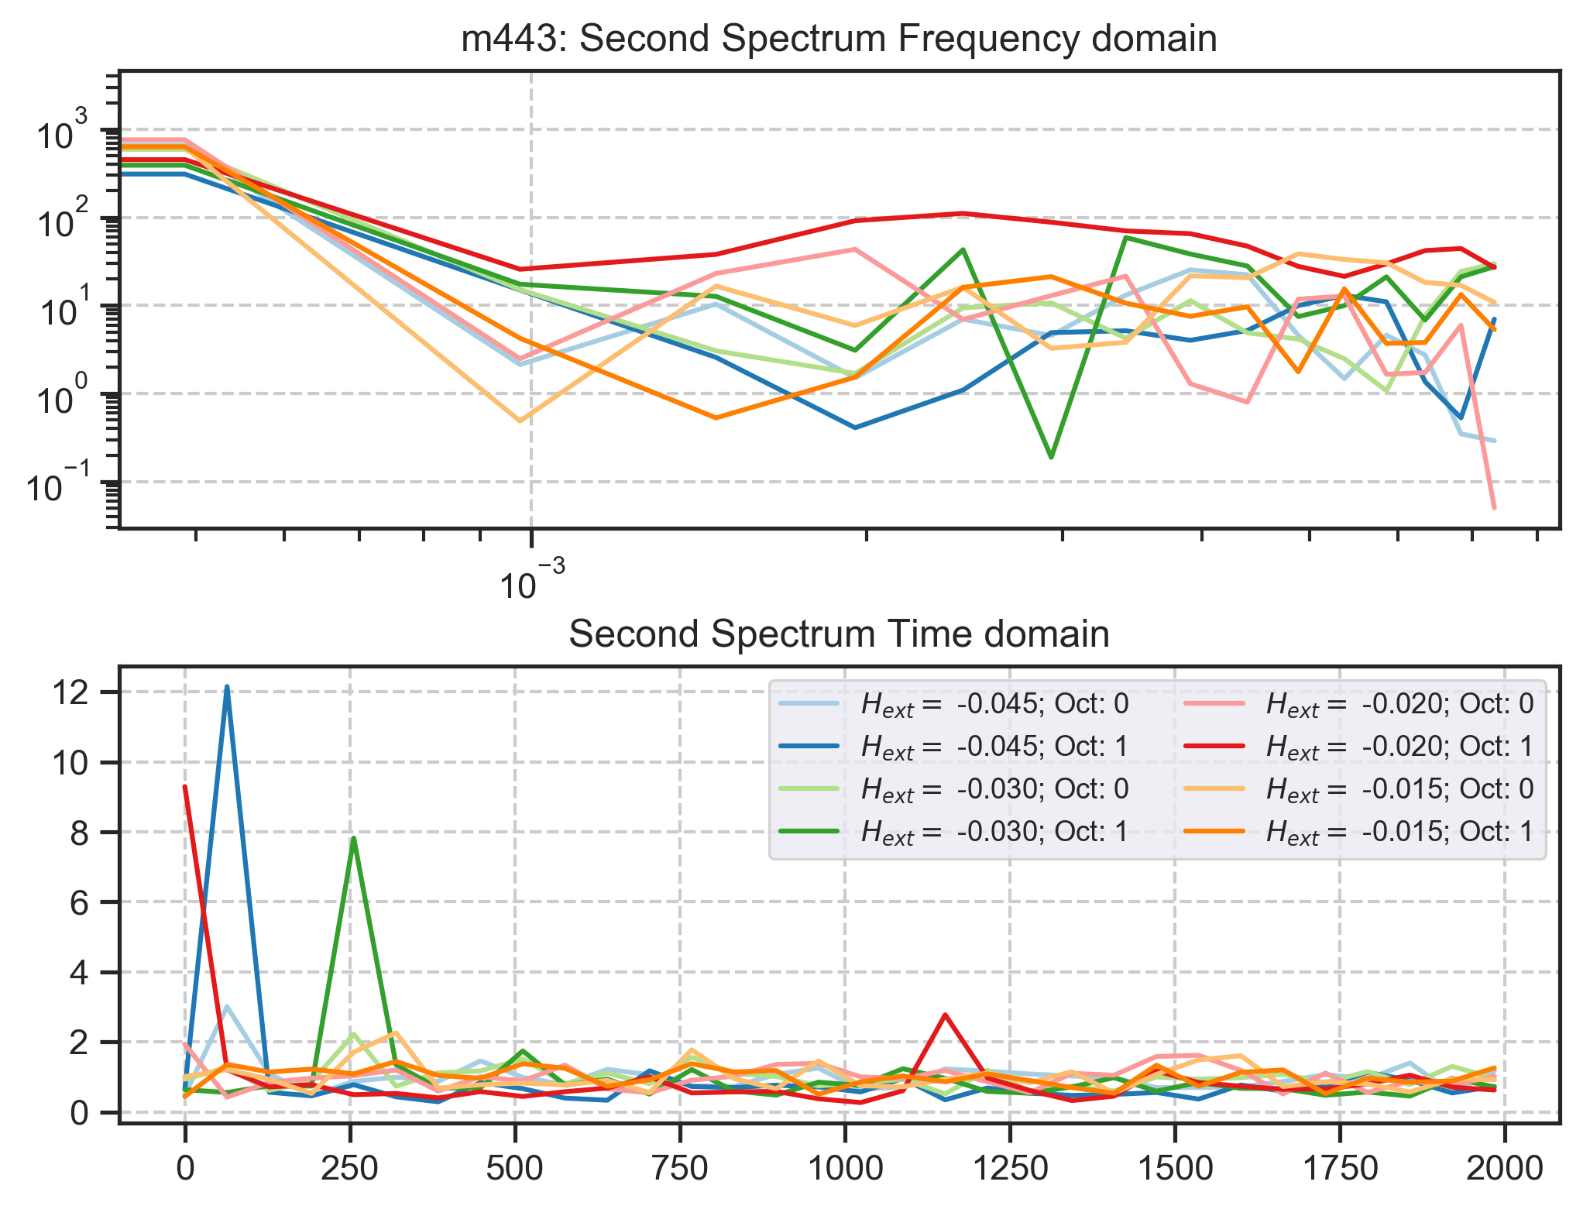 m443: Second Spectrum Frequency domain
10^3
10^2
10^1
10^0
10^−1
10^−3
Second Spectrum Time domain
12
10
8
6
4
2
0
H_ext = -0.045; Oct: 0
H_ext = -0.045; Oct: 1
H_ext = -0.030; Oct: 0
H_ext = -0.030; Oct: 1
H_ext = -0.020; Oct: 0
H_ext = -0.020; Oct: 1
H_ext = -0.015; Oct: 0
H_ext = -0.015; Oct: 1
0 250 500 750 1000 1250 1500 1750 2000